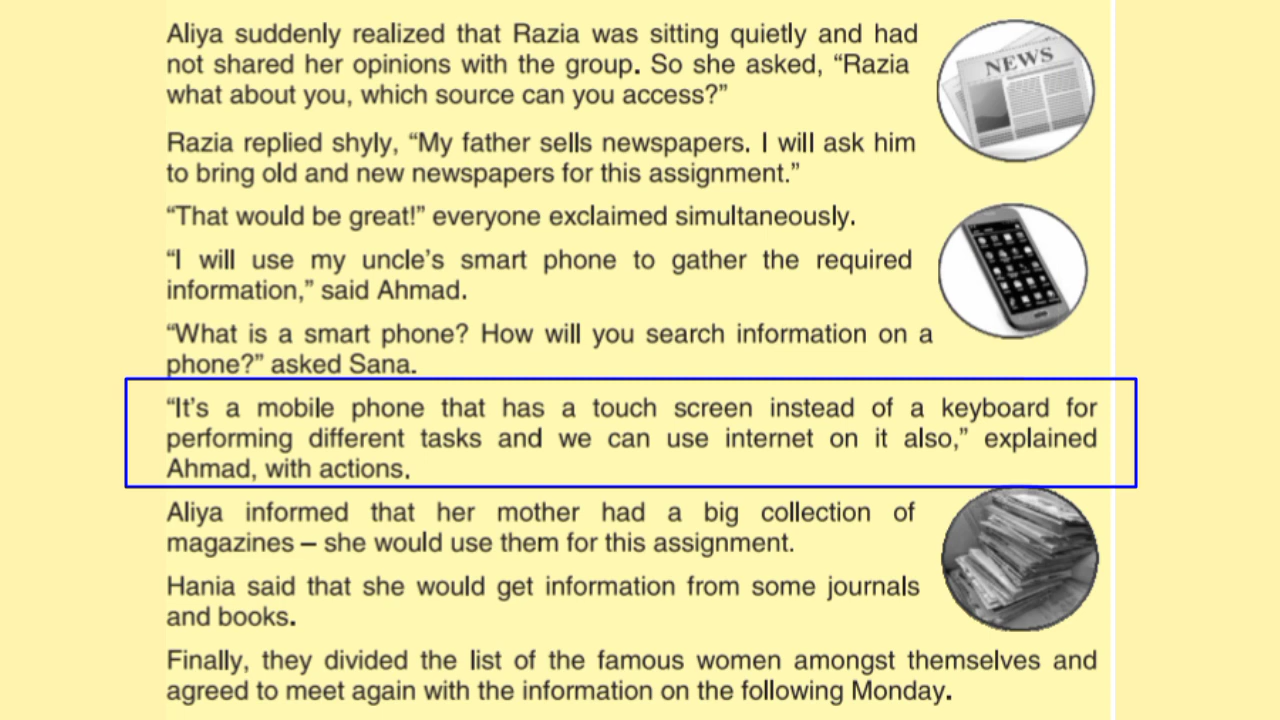 Aliya suddenly realized that Razia was sitting quietly and had
not shared her opinions with the group. So she asked, “Razia
what about you, which source can you access?”
NEWS
Razia replied shyly, “My father sells newspapers. I will ask him
to bring old and new newspapers for this assignment.”
“That would be great!” everyone exclaimed simultaneously.
“I will use my uncle’s smart phone to gather the required
information,” said Ahmad.
“What is a smart phone? How will you search information on a
phone?” asked Sana.
“It’s a mobile phone that has a touch screen instead of a keyboard for
performing different tasks and we can use internet on it also,” explained
Ahmad, with actions.
Aliya informed that her mother had a big collection of
magazines – she would use them for this assignment.
Hania said that she would get information from some journals
and books.
Finally, they divided the list of the famous women amongst themselves and
agreed to meet again with the information on the following Monday.